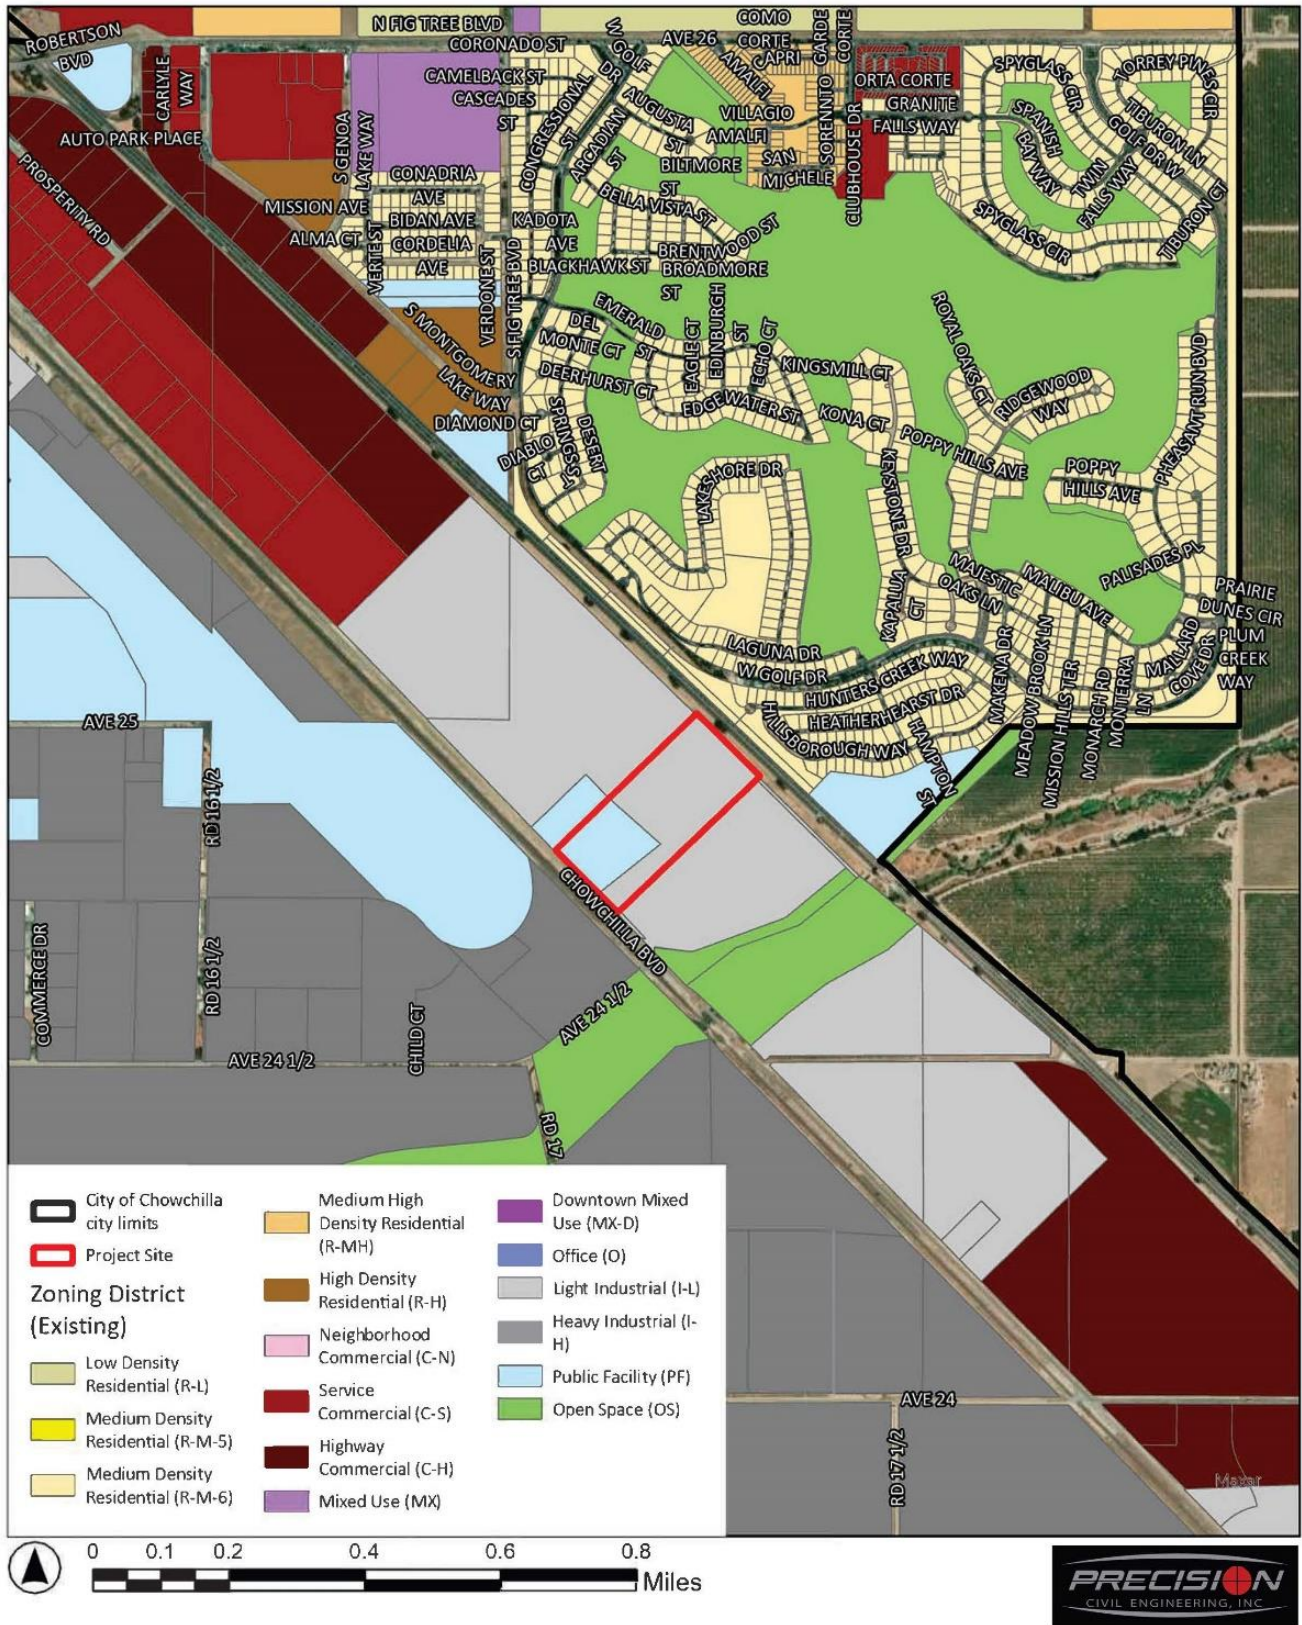 N FIG TREE BLVD
COMO
CORTE
GARDE
CORTE
ROBERTSON
BVD
CORONADO ST
W GOLF
DR
AVE 26
CAPRI
AMALFI
CARLYLE
WAY
CAMELBACK ST
CASCADES
ST
CONGRESSIONAL
ST
ARCADIAN
ST
AUGUSTA
ST
VILLAGIO
AMALFI
SORENTO
CLUBHOUSE DR
ORTA CORTE
GRANITE
FALLS WAY
SPYGLASS CIR
TORREY PINES CIR
SPANISH
BAY WAY
TIBURON LN
GOLF DR W
TWIN
FALLS WAY
AUTO PARK PLACE
S GENOA
LAKE WAY
BILTMORE
ST
SAN
MICHELE
PROSPERITY RD
CONADRIA
AVE
MISSION AVE
BIDAN AVE
ALMA CT
CORDELIA
AVE
VERTE ST
VERDONE ST
S FIG TREE BVD
KADOTA
AVE
BELLA VISTA ST
BRENTWOOD ST
BLACKHAWK ST
BROADMORE
ST
SPYGLASS CIR
TIBURON CT
S MONTGOMERY
LAKE WAY
DEL
MONTE CT
EMERALD
ST
EAGLE CT
EDINBURGH
ST
ECHO CT
KINGSMILL CT
ROYAL OAKS CT
RIDGEWOOD
WAY
PHEASANT RUN BVD
DEERHURST CT
EDGEWATER ST
KONA CT
POPPY HILLS AVE
DIAMOND CT
DIABLO
CT
SPRINGS ST
DESERT
LAKESHORE DR
KEYSTONE DR
POPPY
HILLS AVE
KAPALUA
CT
MAJESTIC
OAKS LN
MALIBU AVE
PALISADES PL
PRAIRIE
DUNES CIR
PLUM
CREEK
WAY
LAGUNA DR
W GOLF DR
HUNTERS CREEK WAY
HEATHERHEARST DR
HILLSBOROUGH WAY
HAMPTON
ST
MAKENA DR
MEADOW BROOK LN
MISSION HILLS TER
MONARCH RD
MONTERRA
LN
MAILLARD
COVE DR
AVE 25
RD 16 1/2
CHOWCHILLA BVD
COMMERCE DR
RD 16 1/2
CHILD CT
AVE 24 1/2
AVE 24 1/2
RD 17
AVE 24
RD 17 1/2
Maxar
City of Chowchilla
city limits
Project Site
Zoning District
(Existing)
Low Density
Residential (R-L)
Medium Density
Residential (R-M-5)
Medium Density
Residential (R-M-6)
Medium High
Density Residential
(R-MH)
High Density
Residential (R-H)
Neighborhood
Commercial (C-N)
Service
Commercial (C-S)
Highway
Commercial (C-H)
Mixed Use (MX)
Downtown Mixed
Use (MX-D)
Office (O)
Light Industrial (I-L)
Heavy Industrial (I-
H)
Public Facility (PF)
Open Space (OS)
0 0.1 0.2 0.4 0.6 0.8
Miles
PRECISION
CIVIL ENGINEERING, INC